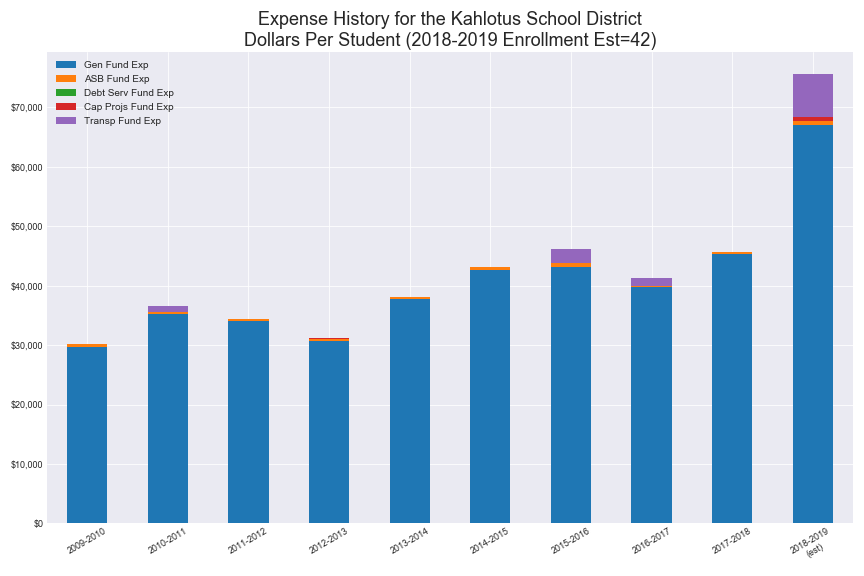 Expense History for the Kahlotus School District
Dollars Per Student (2018-2019 Enrollment Est=42)
Gen Fund Exp
ASB Fund Exp
Debt Serv Fund Exp
Cap Projs Fund Exp
Transp Fund Exp
$70,000
$60,000
$50,000
$40,000
$30,000
$20,000
$10,000
$0
2009-2010
2010-2011
2011-2012
2012-2013
2013-2014
2014-2015
2015-2016
2016-2017
2017-2018
2018-2019
(est)